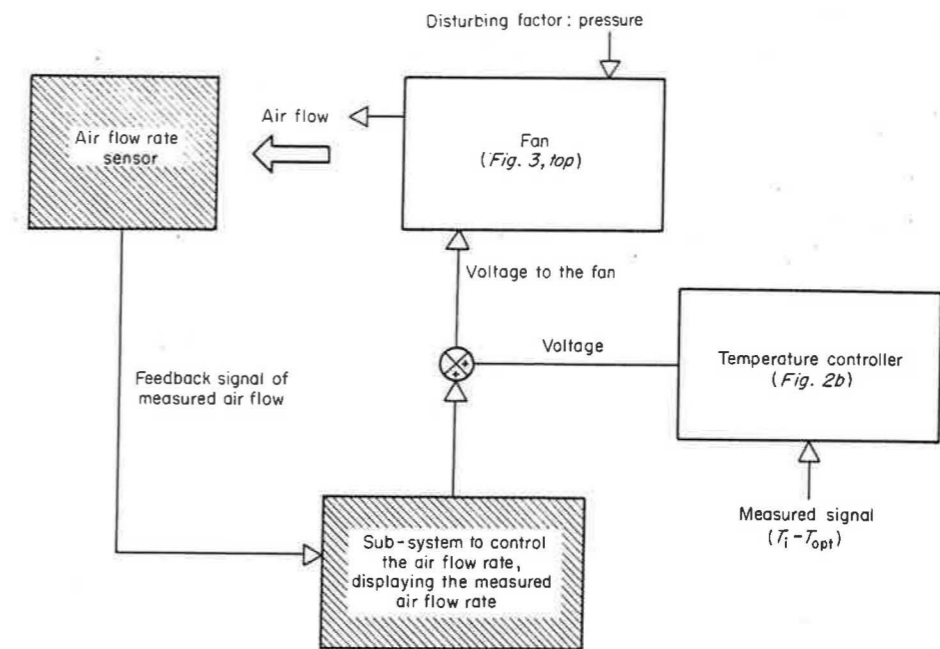 Disturbing factor: pressure
Air flow rate
sensor
Air flow
Fan
(Fig. 3, top)
Voltage to the fan
Voltage
Temperature controller
(Fig. 2b)
Feedback signal of
measured air flow
Measured signal
(Ti - Topt)
Sub-system to control
the air flow rate,
displaying the measured
air flow rate